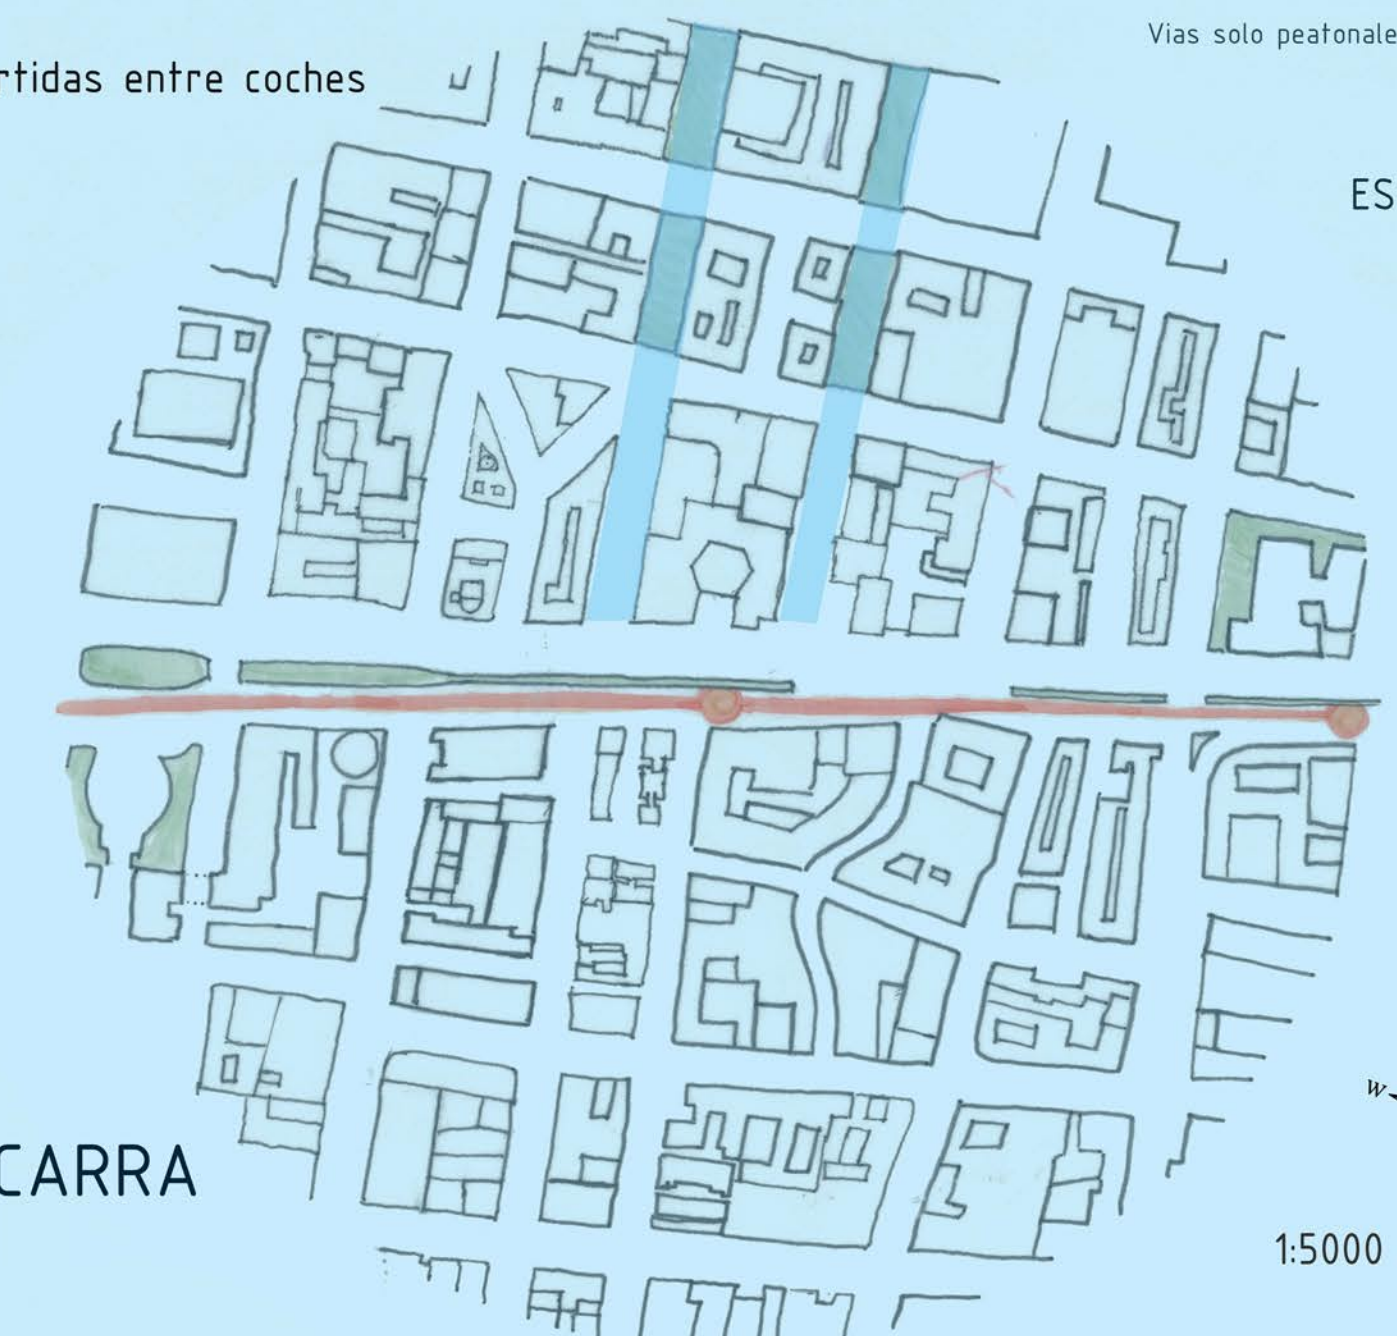 Vias solo peatonale
rtidas entre coches
ES
W
CARRA
1:5000